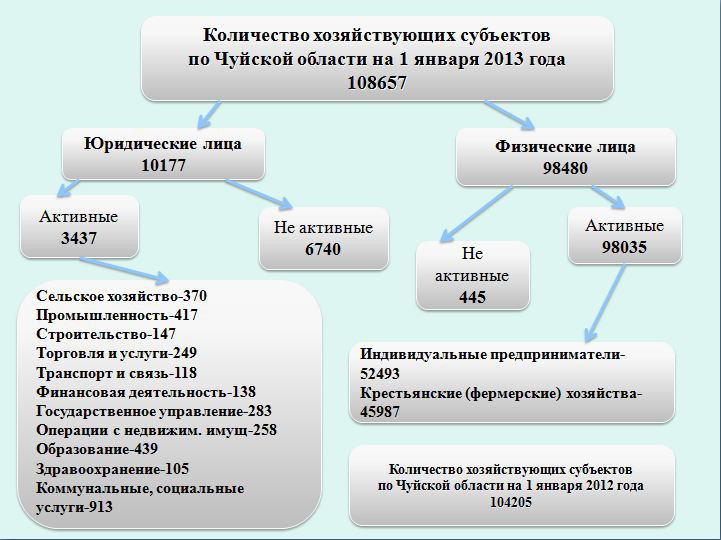 Количество хозяйствующих субъектов
по Чуйской области на 1 января 2013 года
108657
Юридические лица
10177
Физические лица
98480
Активные
3437
Не активные
6740
Не
активные
445
Активные
98035
Сельское хозяйство-370
Промышленность-417
Строительство-147
Торговля и услуги-249
Транспорт и связь-118
Финансовая деятельность-138
Государственное управление-283
Операции с недвижим. имущ-258
Образование-439
Здравоохранение-105
Коммунальные, социальные
услуги-913
Индивидуальные предприниматели-
52493
Крестьянские (фермерские) хозяйства-
45987
Количество хозяйствующих субъектов
по Чуйской области на 1 января 2012 года
104205